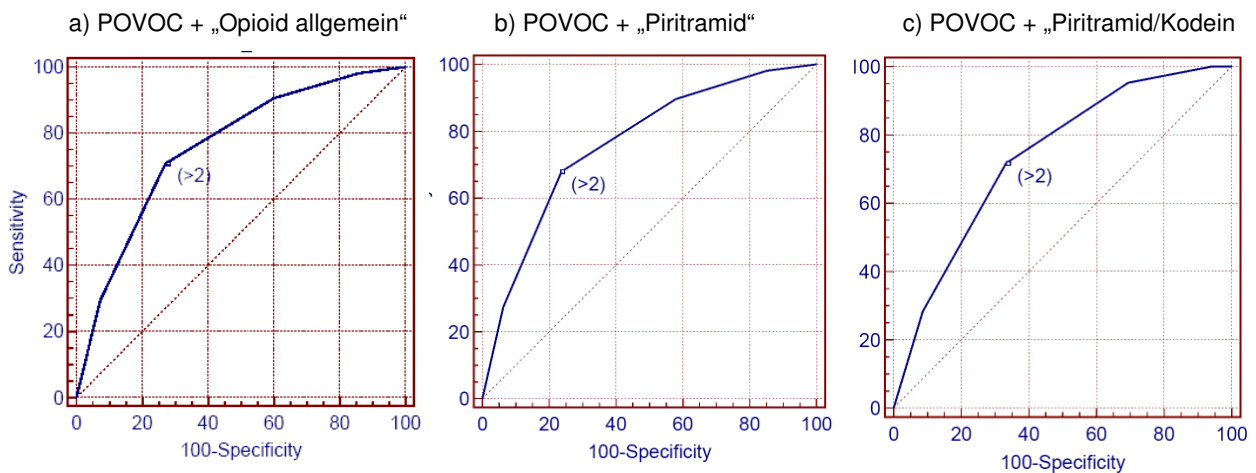 a) POVOC + „Opioid allgemein“
b) POVOC + „Piritramid“
c) POVOC + „Piritramid/Kodein
Sensitivity
100
80
60
40
20
0
(>2)
0 20 40 60 80 100
100-Specificity
100
80
60
40
20
0
(>2)
0 20 40 60 80 100
100-Specificity
100
80
60
40
20
0
(>2)
0 20 40 60 80 100
100-Specificity